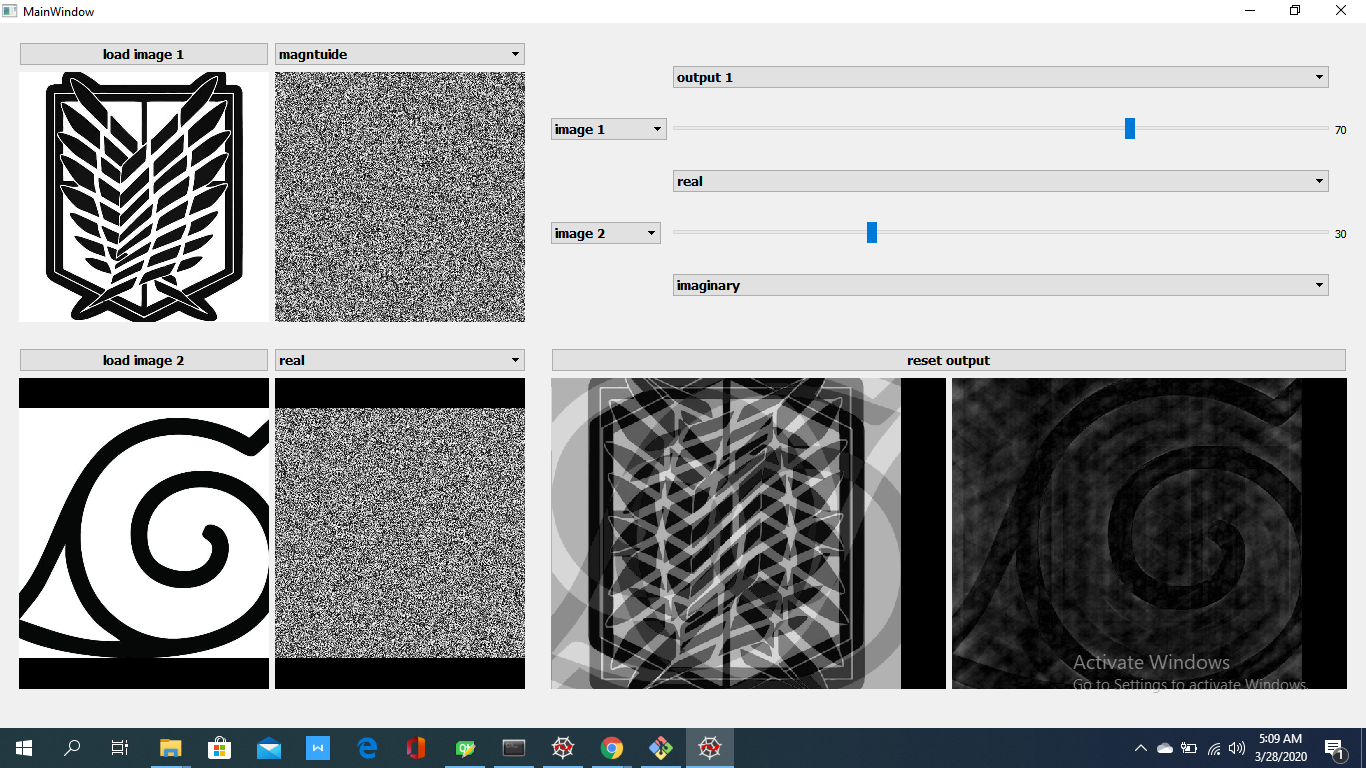 MainWindow
load image 1
magntuide
output 1
image 1
70
real
image 2
30
imaginary
load image 2
real
reset output
Activate Windows
Go to Settings to activate Windows.
5:09 AM
3/28/2020
1